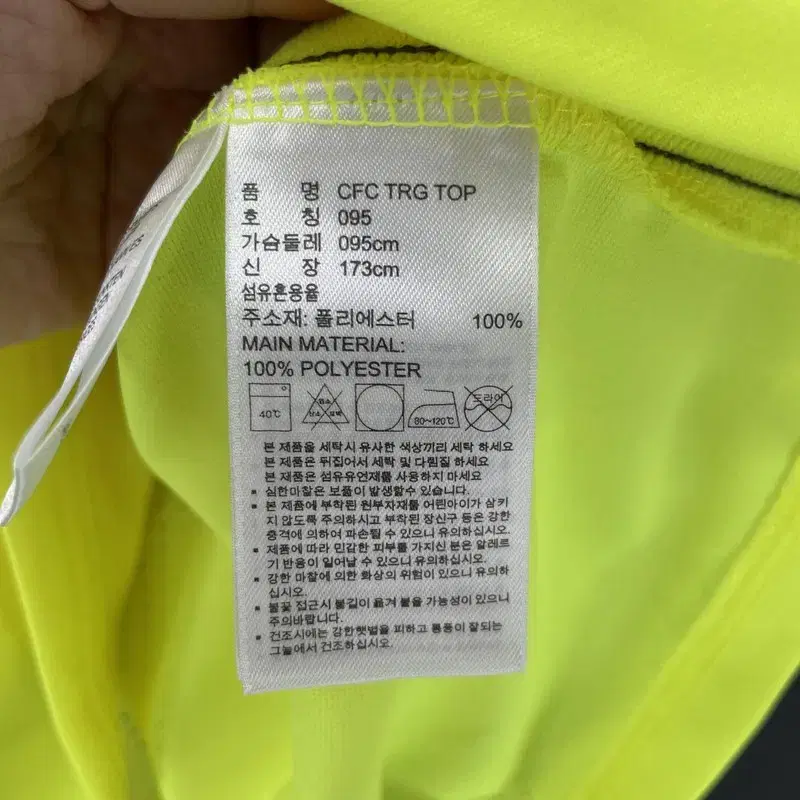 품 명 CFC TRG TOP
호 칭 095
가슴둘레 095cm
신 장 173cm
섬유혼용율
주소재: 폴리에스터 100%
MAIN MATERIAL:
100% POLYESTER
40℃ 염소 산소 표백 80~120℃ 드라이
본 제품을 세탁시 유사한 색상끼리 세탁 하세요
본 제품은 뒤집어서 세탁 및 다림질 하세요
본 제품은 섬유유연제를 사용하지 마세요
▪ 심한마찰은 보풀이 발생할수 있습니다.
▪ 본 제품에 부착된 원부자재를 어린아이가 삼키
지 않도록 주의하시고 부착된 장신구 등은 강한
충격에 의하여 파손될 수 있으니 유의하십시오.
▪ 제품에 따라 민감한 피부를 가지신 분은 알레르
기 반응이 일어날 수 있으니 유의하십시오.
▪ 강한 마찰에 의한 화상의 위험이 있으니 유의하
십시오.
▪ 불꽃 접근시 불길이 옮겨 붙을 가능성이 있으니
주의바랍니다.
▪ 건조시에는 강한햇볕을 피하고 통풍이 잘되는
그늘에서 건조하십시오.